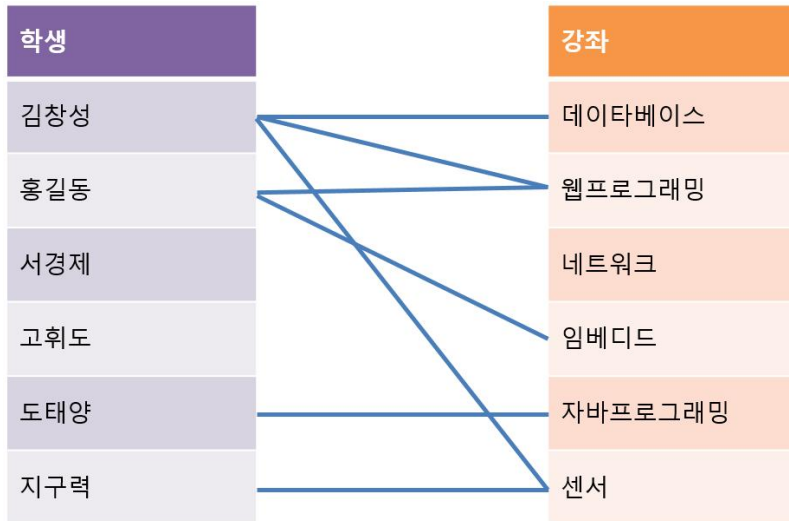 학생
강좌
김창성
데이타베이스
홍길동
웹프로그래밍
서경제
네트워크
고휘도
임베디드
도태양
자바프로그래밍
지구력
센서